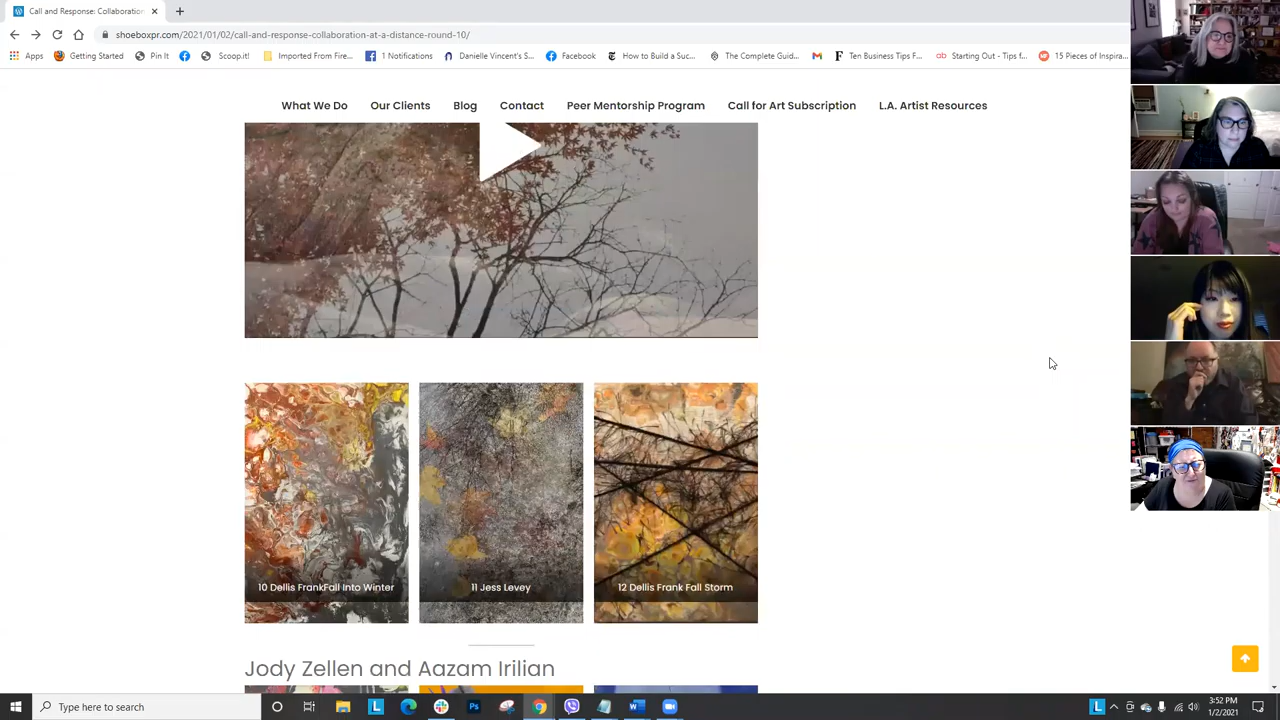 Call and Response: Collaboration
shoeboxpr.com/2021/01/02/call-and-response-collaboration-at-a-distance-round-10/
Apps Getting Started Pin It Scoop.it Imported From Fire... 1 Notifications Danielle Vincent's S... Facebook How to Build a Suc... The Complete Guid... Ten Business Tips F... Starting Out - Tips f... 15 Pieces of Inspira...
What We Do Our Clients Blog Contact Peer Mentorship Program Call for Art Subscription L.A. Artist Resources
10 Dellis FrankFall Into Winter 11 Jess Levey 12 Dellis Frank Fall Storm
Jody Zellen and Aazam Irilian
Type here to search
3:52 PM
1/2/2021